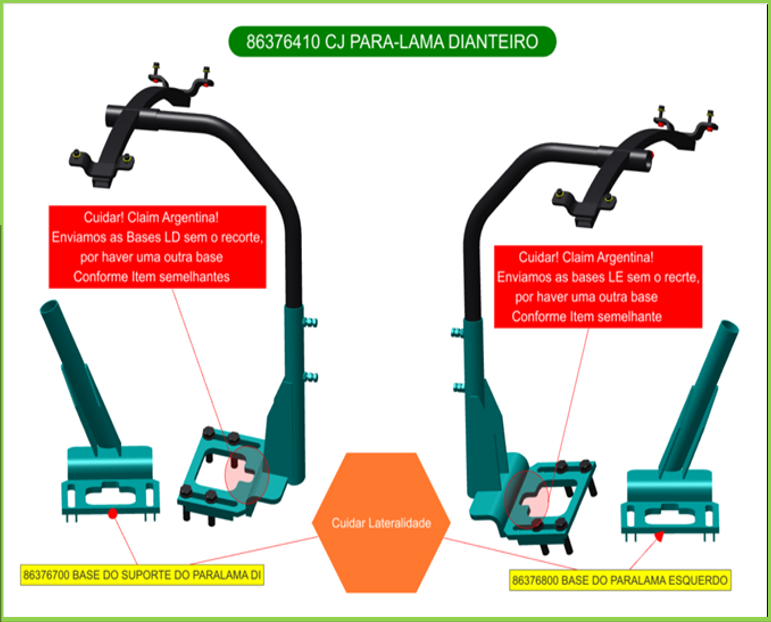 86376410 CJ PARA-LAMA DIANTEIRO
Cuidar! Claim Argentina!
Enviamos as Bases LD sem o recorte,
por haver uma outra base
Conforme Item semelhantes
Cuidar! Claim Argentina!
Enviamos as bases LE sem o recrte,
por haver uma outra base
Conforme Item semelhante
Cuidar Lateralidade
86376700 BASE DO SUPORTE DO PARALAMA DI
86376800 BASE DO PARALAMA ESQUERDO